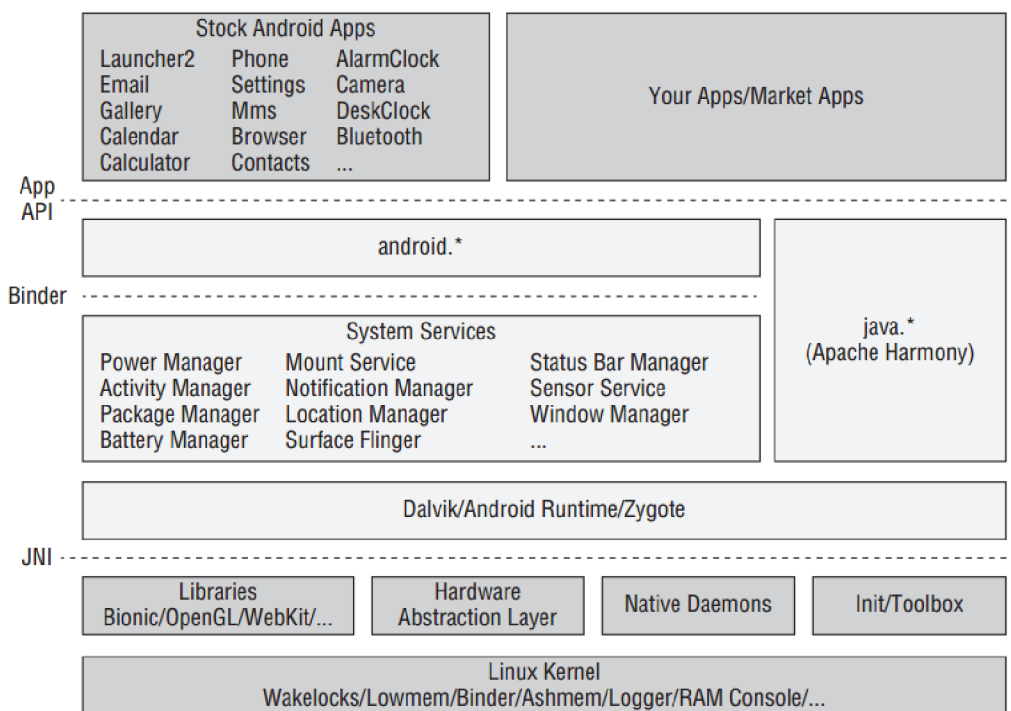 Stock Android Apps
Launcher2 Phone AlarmClock
Email Settings Camera
Gallery Mms DeskClock
Calendar Browser Bluetooth
Calculator Contacts ...
Your Apps/Market Apps
App
API
android.*
Binder
System Services
Power Manager Mount Service Status Bar Manager
Activity Manager Notification Manager Sensor Service
Package Manager Location Manager Window Manager
Battery Manager Surface Flinger ...
java.*
(Apache Harmony)
Dalvik/Android Runtime/Zygote
JNI
Libraries
Bionic/OpenGL/WebKit/...
Hardware
Abstraction Layer
Native Daemons
Init/Toolbox
Linux Kernel
Wakelocks/Lowmem/Binder/Ashmem/Logger/RAM Console/...